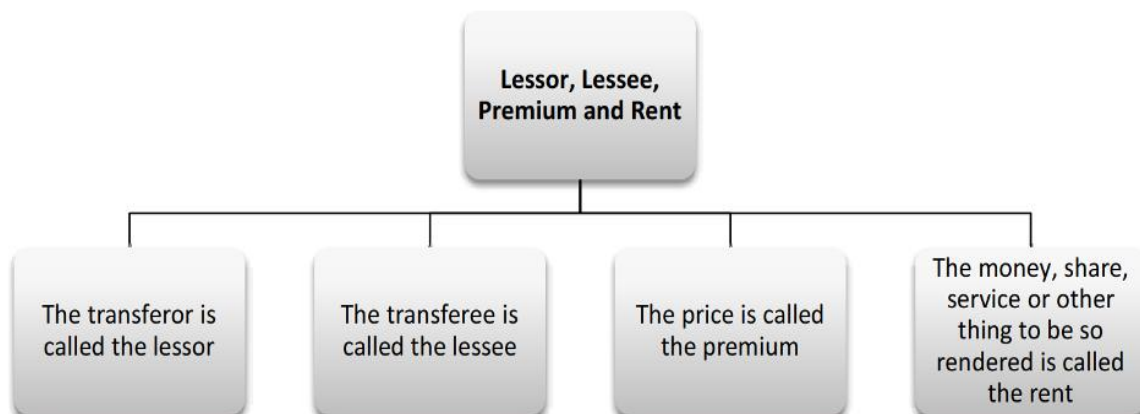 Lessor, Lessee,
Premium and Rent
The transferor is
called the lessor
The transferee is
called the lessee
The price is called
the premium
The money, share,
service or other
thing to be so
rendered is called
the rent